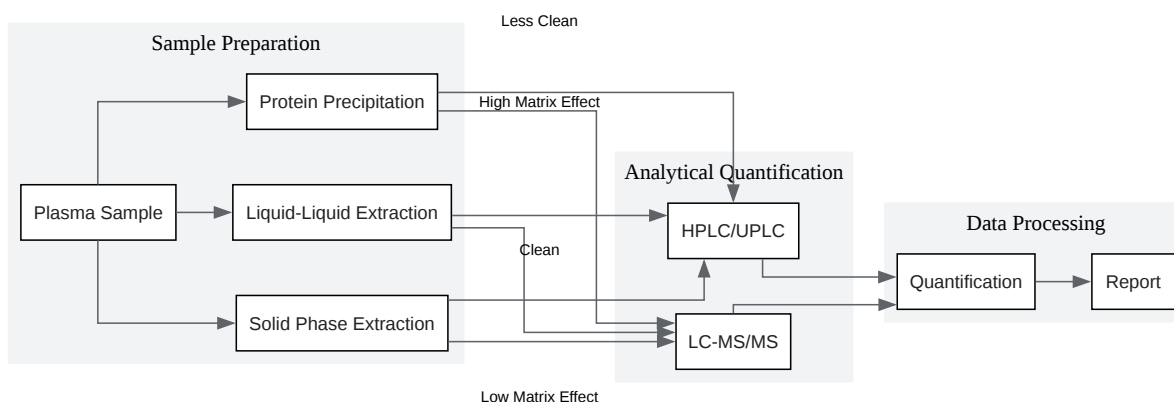 Less Clean
Sample Preparation
Protein Precipitation
High Matrix Effect
Analytical Quantification
Plasma Sample
Liquid-Liquid Extraction
HPLC/UPLC
Data Processing
Clean
Quantification
Report
Solid Phase Extraction
LC-MS/MS
Low Matrix Effect